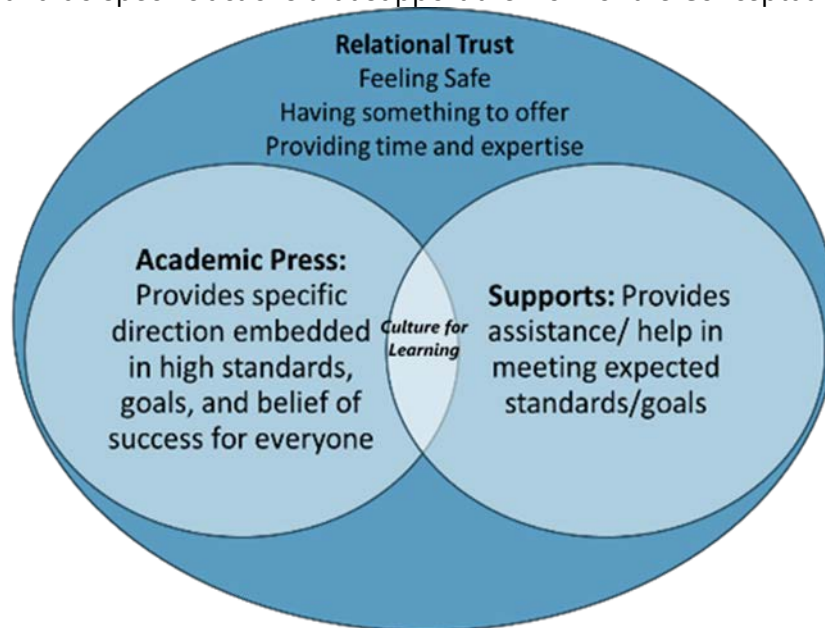 Relational Trust
Feeling Safe
Having something to offer
Providing time and expertise
Academic Press:
Provides specific
direction embedded
in high standards,
goals, and belief of
success for everyone
Culture for
Learning
Supports: Provides
assistance/ help in
meeting expected
standards/goals